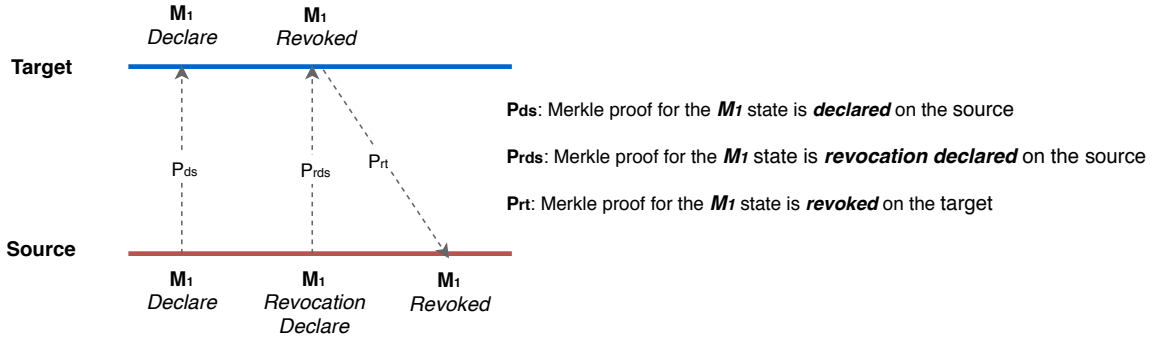 M1 M1
Declare Revoked
Target
Pds: Merkle proof for the M1 state is declared on the source
Pds Prds Prt
Prds: Merkle proof for the M1 state is revocation declared on the source
Prt: Merkle proof for the M1 state is revoked on the target
Source
M1 M1 M1
Declare Revocation Revoked
Declare